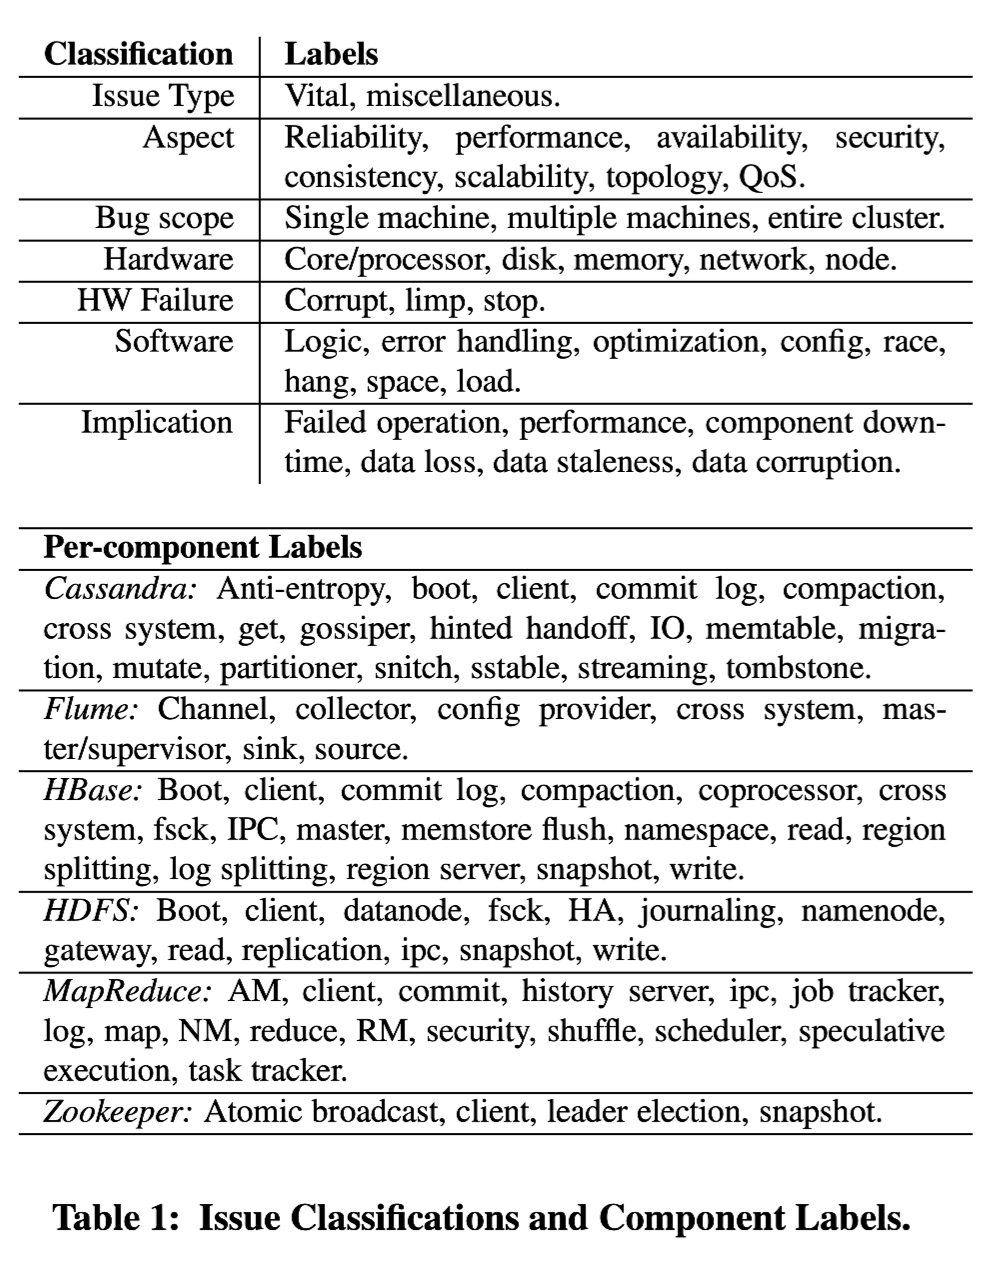 Classification Labels
Issue Type Vital, miscellaneous.
Aspect Reliability, performance, availability, security,
consistency, scalability, topology, QoS.
Bug scope Single machine, multiple machines, entire cluster.
Hardware Core/processor, disk, memory, network, node.
HW Failure Corrupt, limp, stop.
Software Logic, error handling, optimization, config, race,
hang, space, load.
Implication Failed operation, performance, component down-
time, data loss, data staleness, data corruption.
Per-component Labels
Cassandra: Anti-entropy, boot, client, commit log, compaction,
cross system, get, gossiper, hinted handoff, IO, memtable, migra-
tion, mutate, partitioner, snitch, sstable, streaming, tombstone.
Flume: Channel, collector, config provider, cross system, mas-
ter/supervisor, sink, source.
HBase: Boot, client, commit log, compaction, coprocessor, cross
system, fsck, IPC, master, memstore flush, namespace, read, region
splitting, log splitting, region server, snapshot, write.
HDFS: Boot, client, datanode, fsck, HA, journaling, namenode,
gateway, read, replication, ipc, snapshot, write.
MapReduce: AM, client, commit, history server, ipc, job tracker,
log, map, NM, reduce, RM, security, shuffle, scheduler, speculative
execution, task tracker.
Zookeeper: Atomic broadcast, client, leader election, snapshot.
Table 1: Issue Classifications and Component Labels.